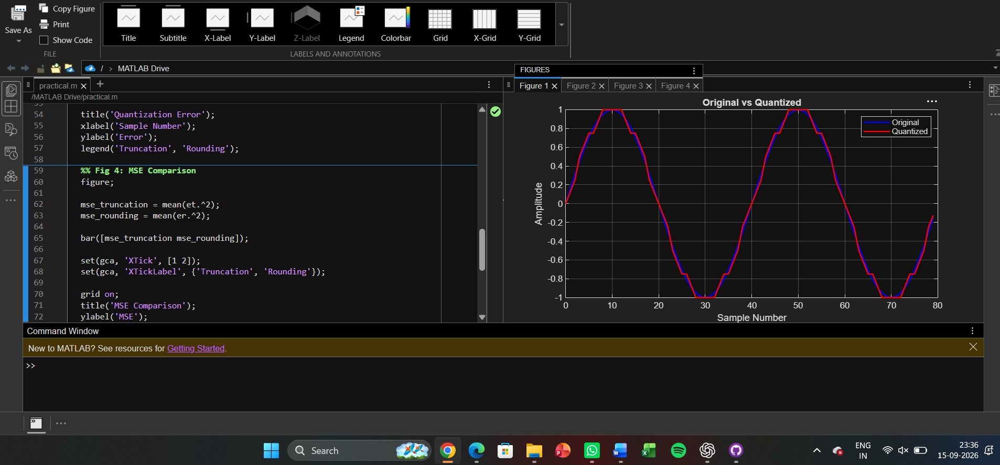 Save As
Copy Figure
Print
Show Code
FILE
Title
Subtitle
X-Label
Y-Label
Z-Label
Legend
Colorbar
Grid
X-Grid
Y-Grid
LABELS AND ANNOTATIONS
/ › MATLAB Drive
practical.m
/MATLAB Drive/practical.m
54 title('Quantization Error');
55 xlabel('Sample Number');
56 ylabel('Error');
57 legend('Truncation', 'Rounding');
58
59 %% Fig 4: MSE Comparison
60 figure;
61
62 mse_truncation = mean(et.^2);
63 mse_rounding = mean(er.^2);
64
65 bar([mse_truncation mse_rounding]);
66
67 set(gca, 'XTick', [1 2]);
68 set(gca, 'XTickLabel', {'Truncation', 'Rounding'});
69
70 grid on;
71 title('MSE Comparison');
72 ylabel('MSE');
FIGURES
Figure 1
Figure 2
Figure 3
Figure 4
Original vs Quantized
Original
Quantized
Amplitude
1
0.8
0.6
0.4
0.2
0
-0.2
-0.4
-0.6
-0.8
-1
0 10 20 30 40 50 60 70 80
Sample Number
Command Window
New to MATLAB? See resources for Getting Started.
>>
Search
ENG
IN
23:36
15-09-2026